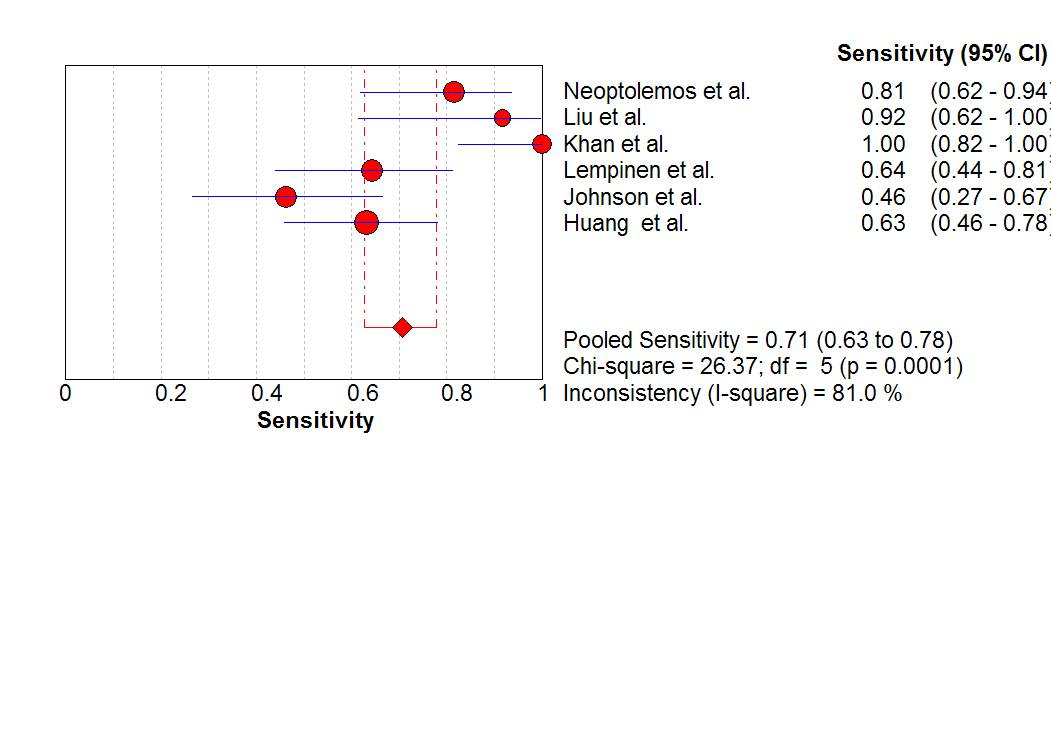 Sensitivity (95% CI)
Neoptolemos et al. 0.81 (0.62 - 0.94)
Liu et al. 0.92 (0.62 - 1.00)
Khan et al. 1.00 (0.82 - 1.00)
Lempinen et al. 0.64 (0.44 - 0.81)
Johnson et al. 0.46 (0.27 - 0.67)
Huang  et al. 0.63 (0.46 - 0.78)
Pooled Sensitivity = 0.71 (0.63 to 0.78)
Chi-square = 26.37; df =  5 (p = 0.0001)
0 0.2 0.4 0.6 0.8 1 Inconsistency (I-square) = 81.0 %
Sensitivity